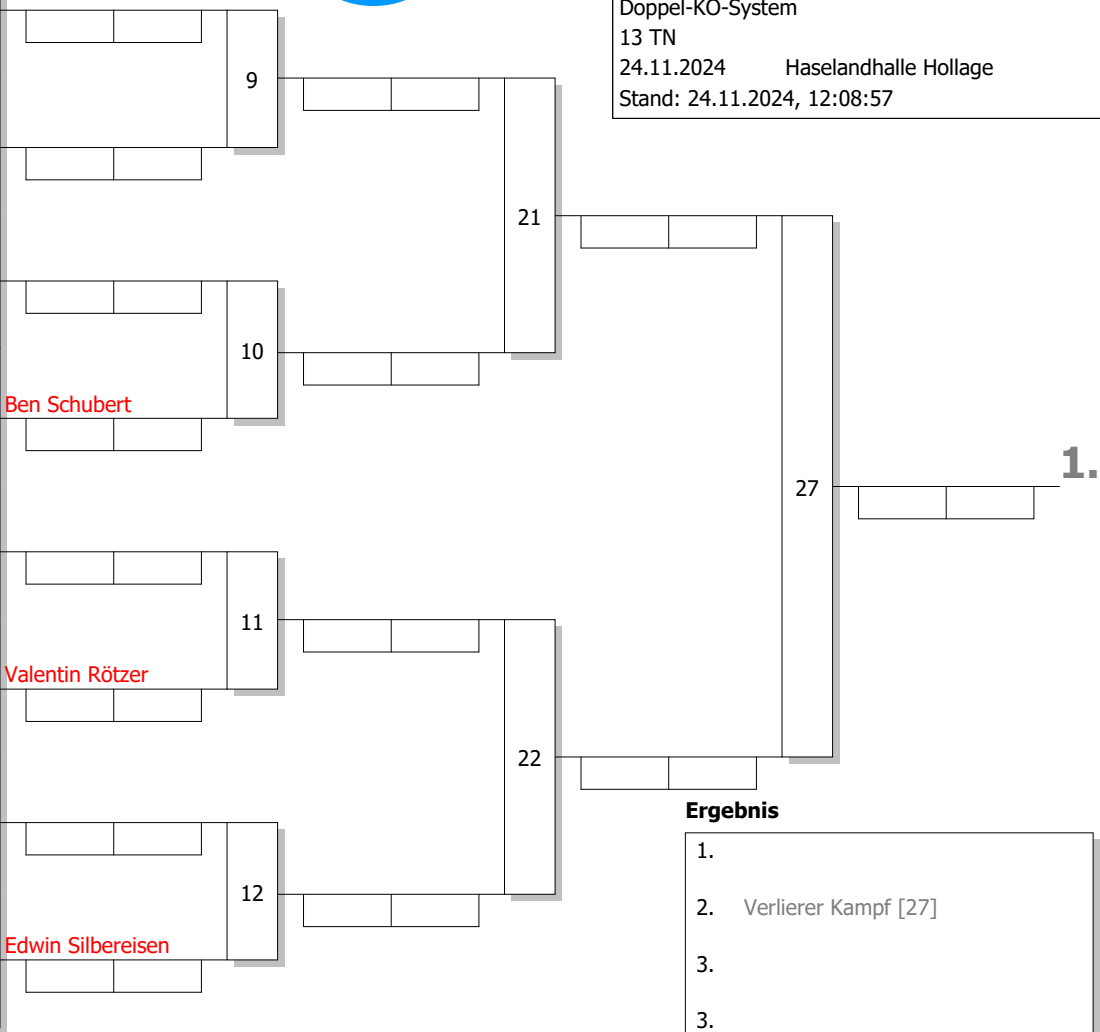 Doppel-KO-System
13 TN
24.11.2024 Haselandhalle Hollage
Stand: 24.11.2024, 12:08:57
9
21
10
Ben Schubert
1.
27
11
Valentin Rötzer
22
Ergebnis
1.
12
2. Verlierer Kampf [27]
Edwin Silbereisen
3.
3.